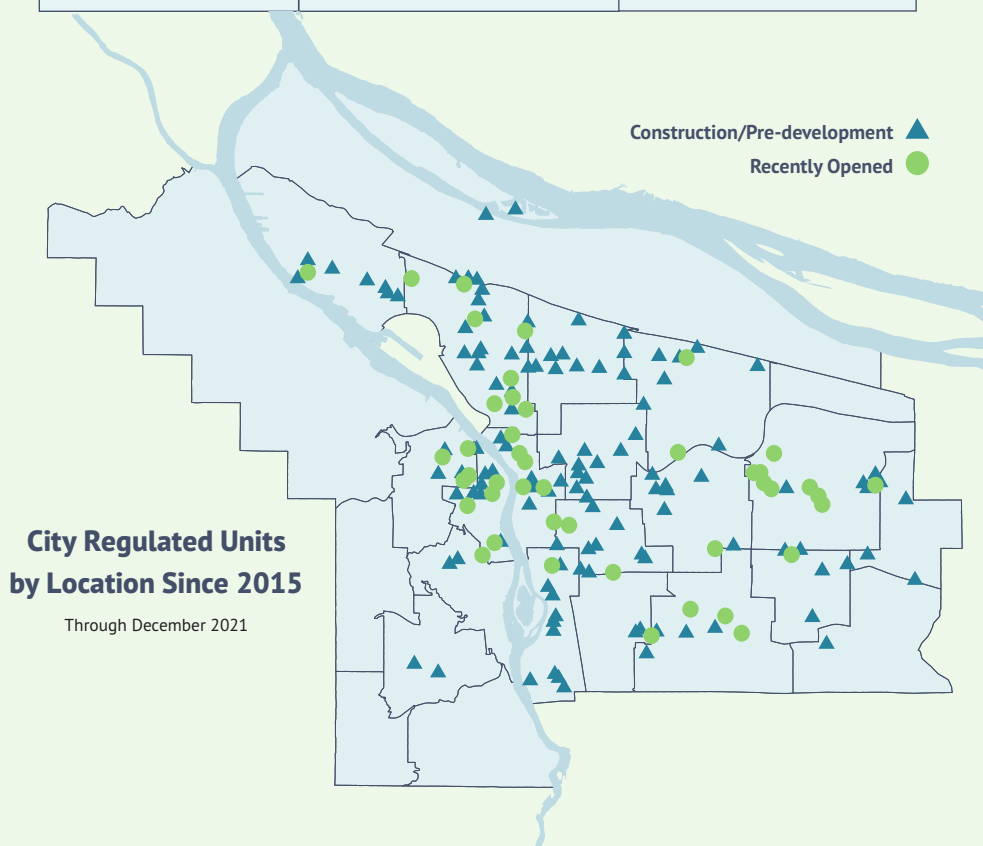 Construction/Pre-development
Recently Opened
City Regulated Units
by Location Since 2015
Through December 2021